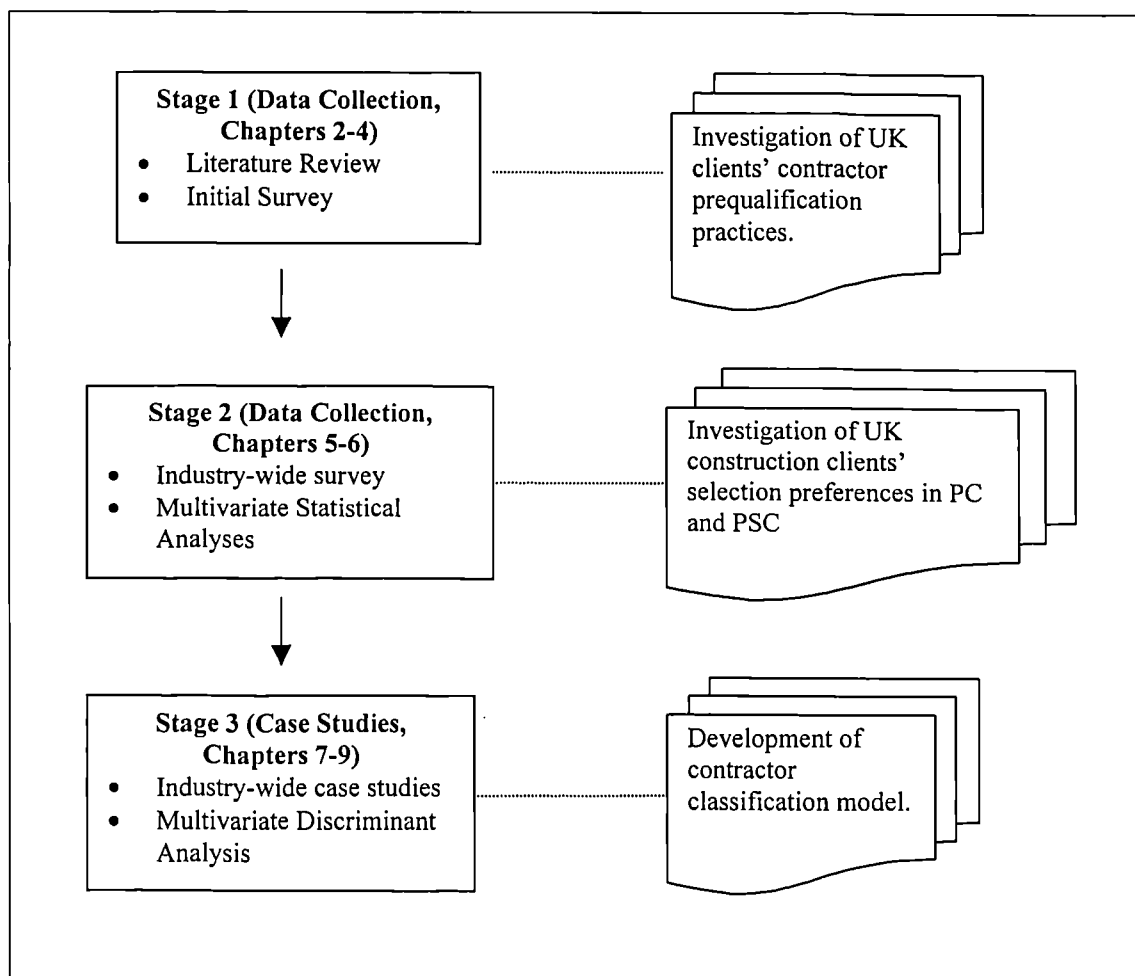 Stage 1 (Data Collection,
Chapters 2-4)
• Literature Review
• Initial Survey
Investigation of UK
clients’ contractor
prequalification
practices.
Stage 2 (Data Collection,
Chapters 5-6)
• Industry-wide survey
• Multivariate Statistical
Analyses
Investigation of UK
construction clients’
selection preferences in PC
and PSC
Stage 3 (Case Studies,
Chapters 7-9)
• Industry-wide case studies
• Multivariate Discriminant
Analysis
Development of
contractor
classification model.